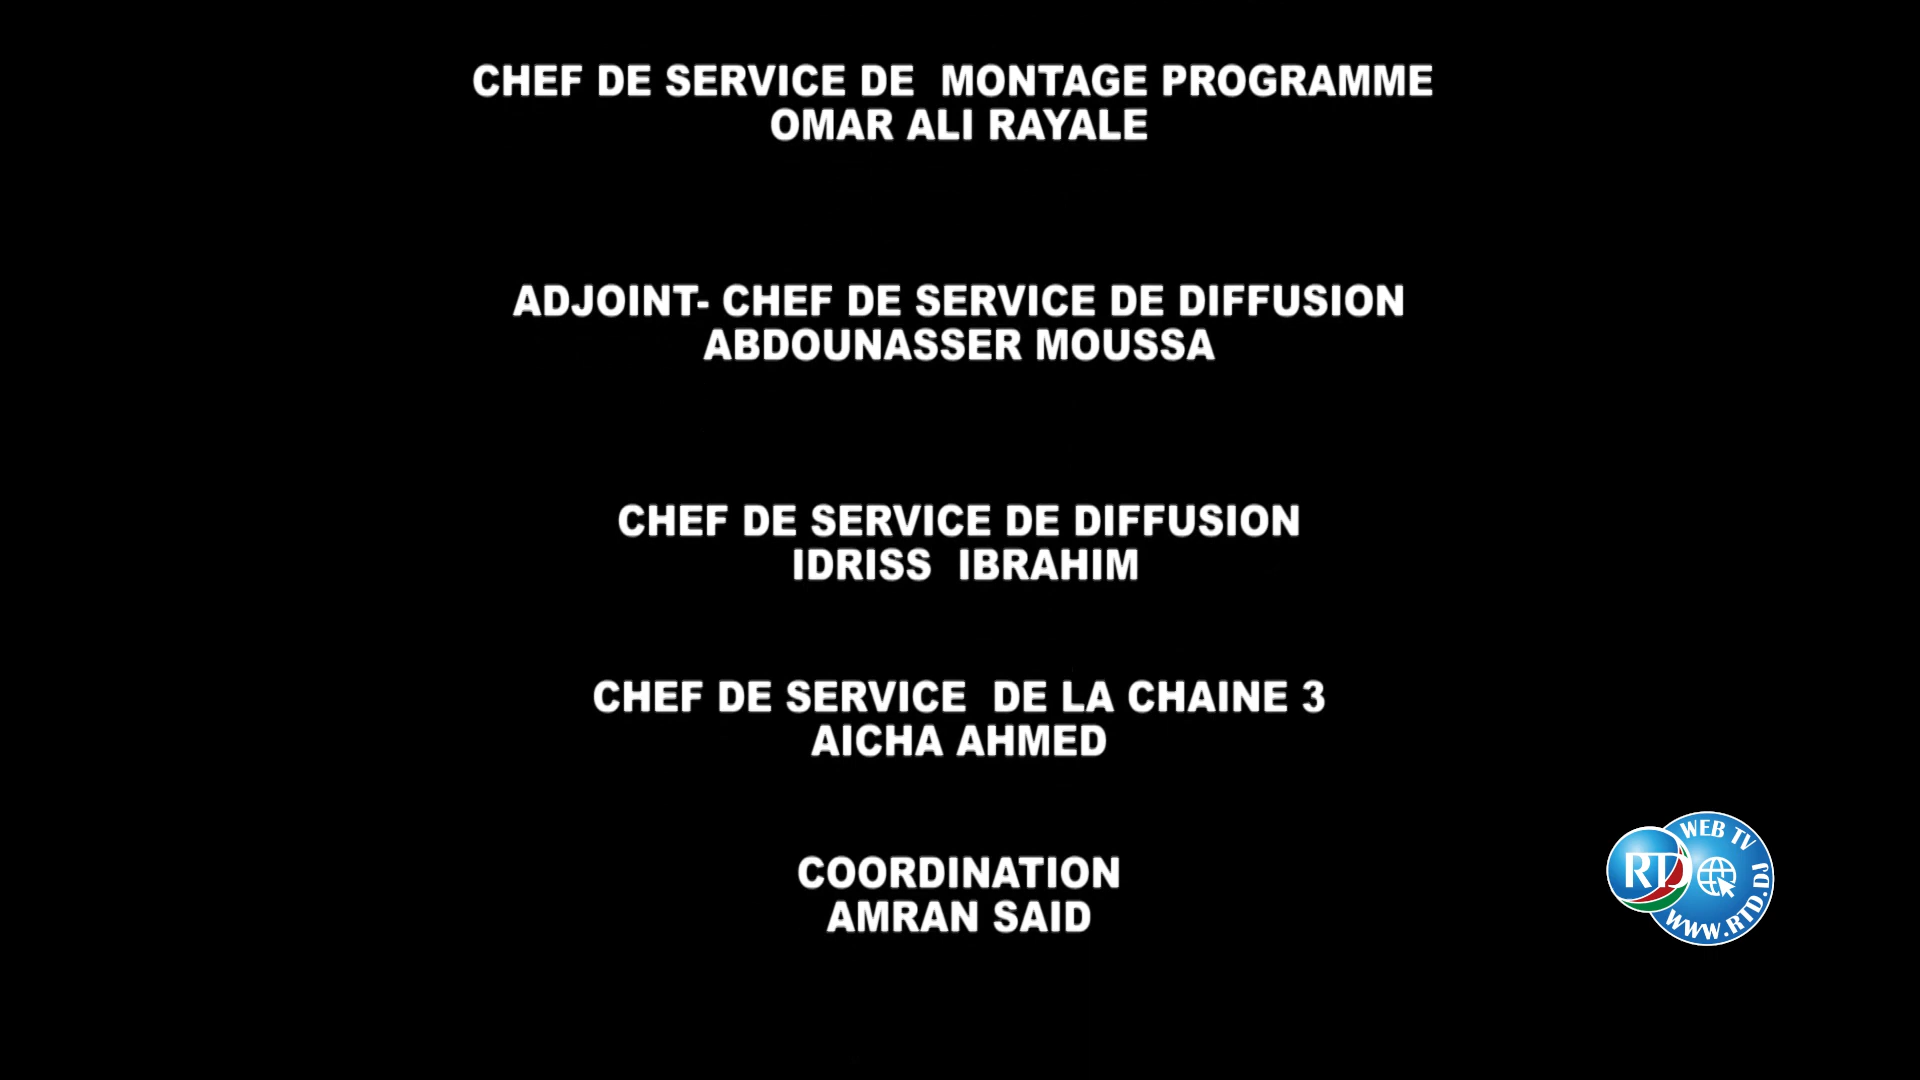 CHEF DE SERVICE DE  MONTAGE PROGRAMME
OMAR ALI RAYALE
ADJOINT- CHEF DE SERVICE DE DIFFUSION
ABDOUNASSER MOUSSA
CHEF DE SERVICE DE DIFFUSION
IDRISS  IBRAHIM
CHEF DE SERVICE  DE LA CHAINE 3
AICHA AHMED
COORDINATION
AMRAN SAID
WEB TV
RTD
WWW.RTD.DJ